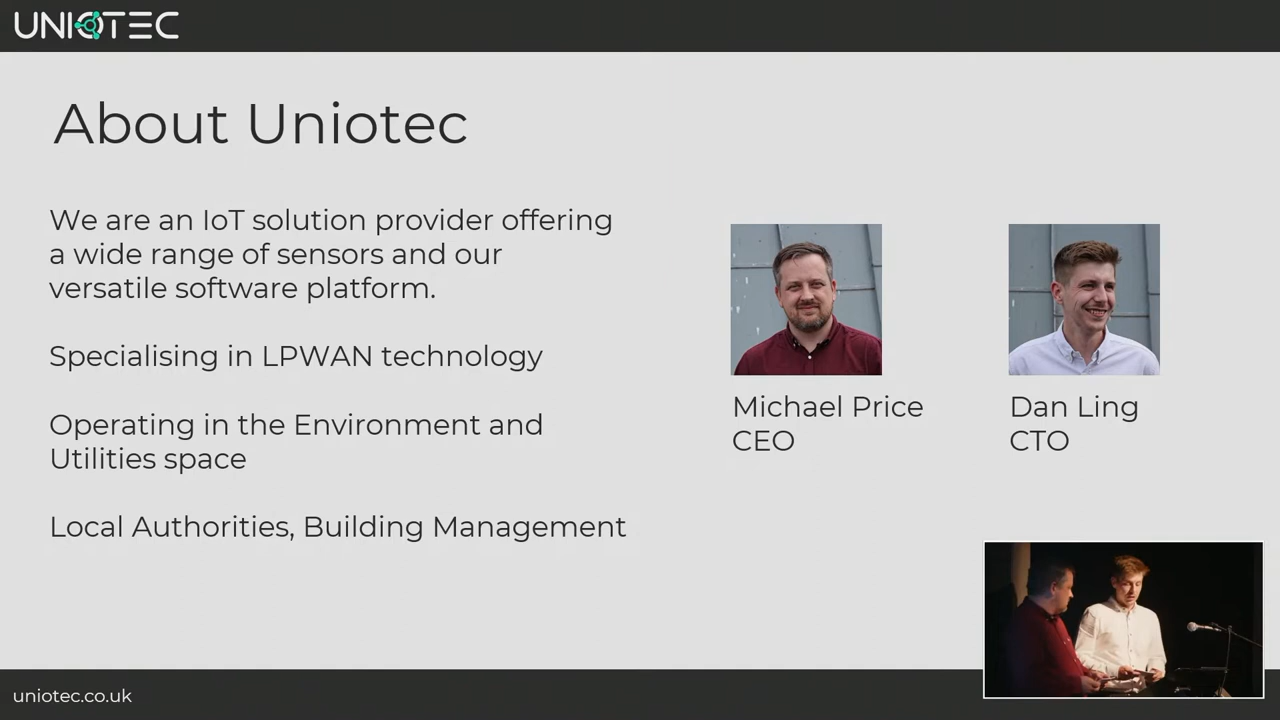 UNIOTEC
About Uniotec
We are an IoT solution provider offering
a wide range of sensors and our
versatile software platform.
Specialising in LPWAN technology
Operating in the Environment and
Utilities space
Local Authorities, Building Management
Michael Price
CEO
Dan Ling
CTO
uniotec.co.uk